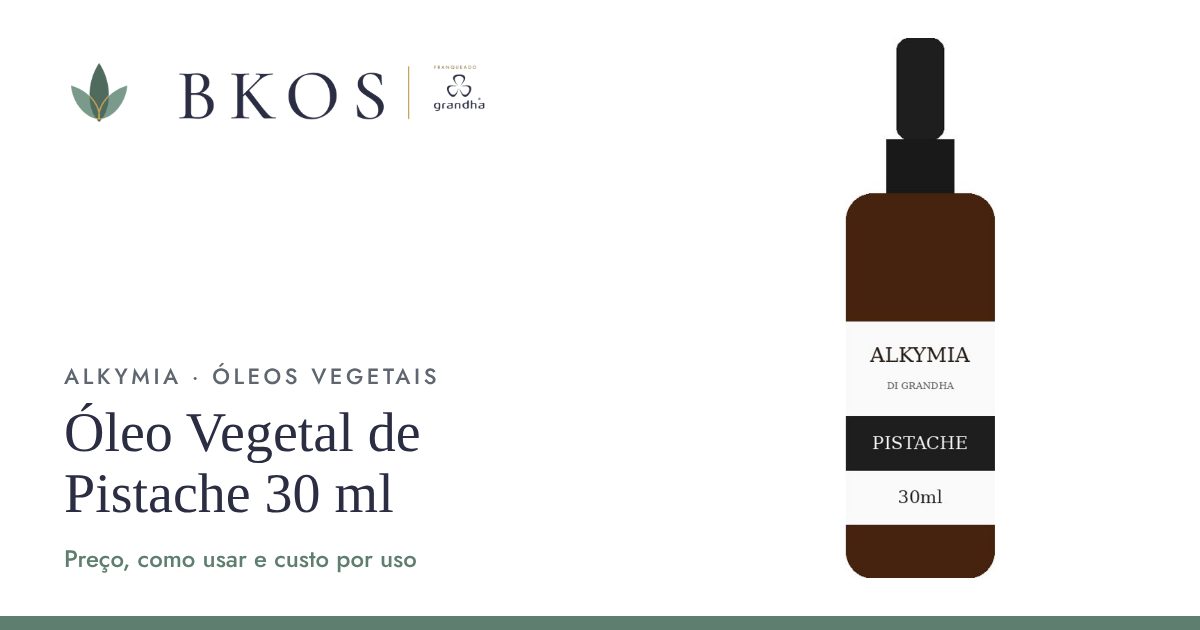 BKOS
FRANQUEADO
grandha
ALKYMIA · ÓLEOS VEGETAIS
Óleo Vegetal de
Pistache 30 ml
Preço, como usar e custo por uso
ALKYMIA
DI GRANDHA
PISTACHE
30ml